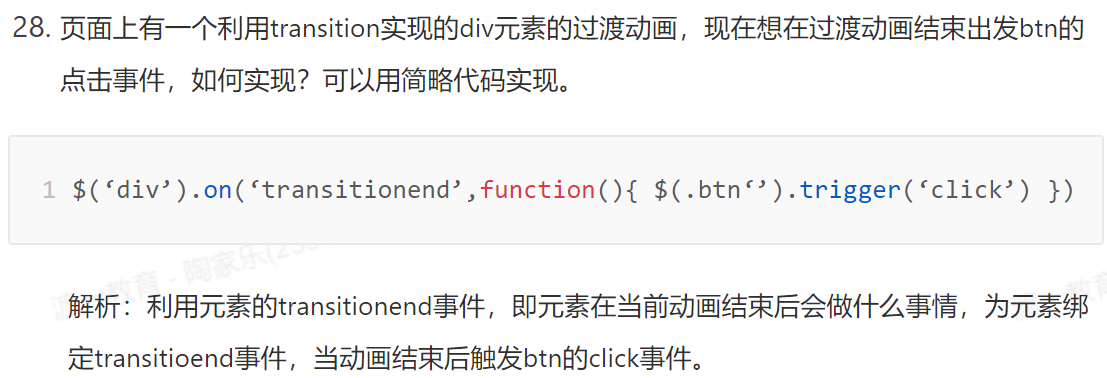 28. 页面上有一个利用transition实现的div元素的过渡动画，现在想在过渡动画结束出发btn的
点击事件，如何实现？可以用简略代码实现。
1 $(‘div’).on(‘transitionend’,function(){ $(.btn‘’).trigger(‘click’) })
解析：利用元素的transitionend事件，即元素在当前动画结束后会做什么事情，为元素绑
定transitioend事件，当动画结束后触发btn的click事件。
教育 - 陶家乐(233